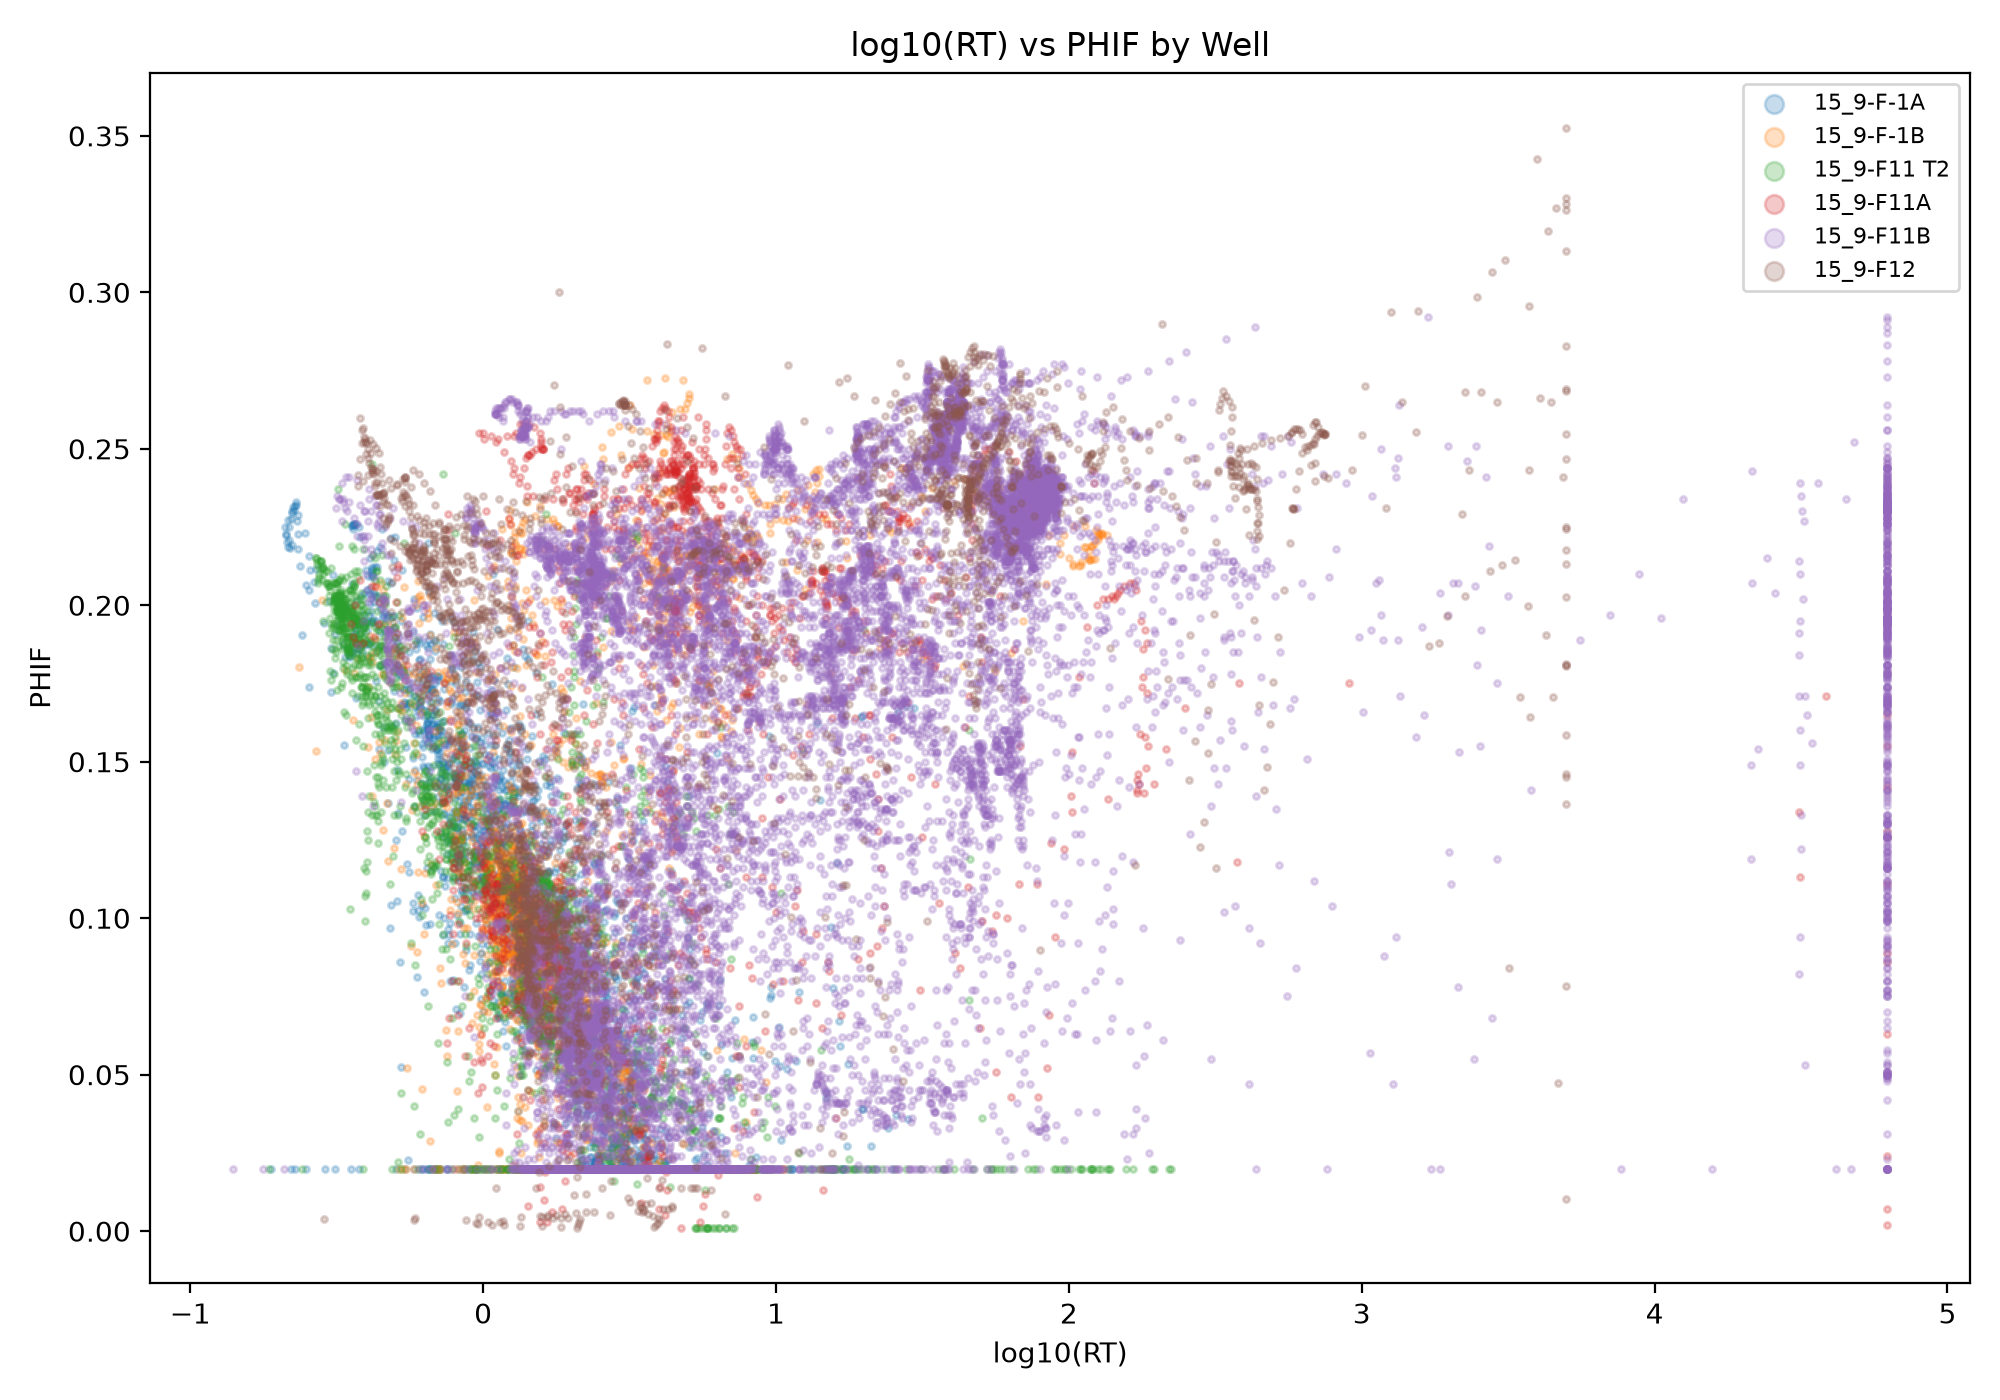 log10(RT) vs PHIF by Well
15_9-F-1A
15_9-F-1B
15_9-F11 T2
15_9-F11A
15_9-F11B
15_9-F12
0.35
0.30
0.25
0.20
0.15
0.10
0.05
0.00
PHIF
−1 0 1 2 3 4 5
log10(RT)